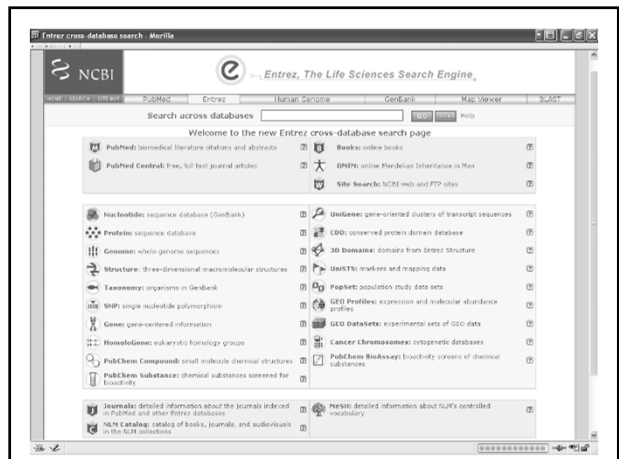 Entrez cross-database search - Mozilla
NCBI
Entrez, The Life Sciences Search Engine
HOME | SEARCH | SITE MAP PubMed Entrez Human Genome GenBank Map Viewer BLAST
Search across databases GO Help
Welcome to the new Entrez cross-database search page
PubMed: biomedical literature citations and abstracts
PubMed Central: free, full text journal articles
Books: online books
OMIM: online Mendelian Inheritance in Man
Site Search: NCBI web and FTP sites
Nucleotide: sequence database (GenBank)
Protein: sequence database
Genome: whole genome sequences
Structure: three-dimensional macromolecular structures
Taxonomy: organisms in GenBank
SNP: single nucleotide polymorphism
Gene: gene-centered information
HomoloGene: eukaryotic homology groups
PubChem Compound: small molecule chemical structures
PubChem Substance: chemical substances screened for
bioactivity
UniGene: gene-oriented clusters of transcript sequences
CDD: conserved protein domain database
3D Domains: domains from Entrez Structure
UniSTS: markers and mapping data
PopSet: population study data sets
GEO Profiles: expression and molecular abundance
profiles
GEO DataSets: experimental sets of GEO data
Cancer Chromosomes: cytogenetic databases
PubChem BioAssay: bioactivity screens of chemical
substances
Journals: detailed information about the journals indexed
in PubMed and other Entrez databases
NLM Catalog: catalog of books, journals, and audiovisuals
in the NLM collections
MeSH: detailed information about NLM's controlled
vocabulary